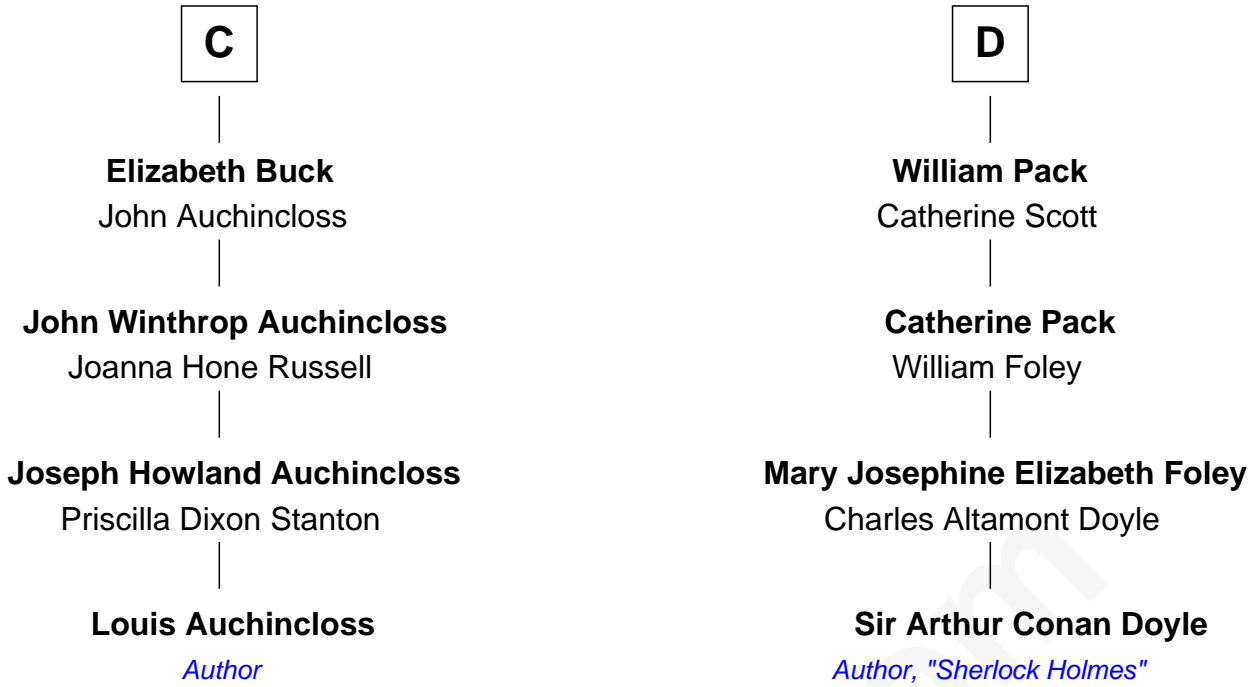 C
Elizabeth Buck
John Auchincloss
John Winthrop Auchincloss
Joanna Hone Russell
Joseph Howland Auchincloss
Priscilla Dixon Stanton
Louis Auchincloss
Author
D
William Pack
Catherine Scott
Catherine Pack
William Foley
Mary Josephine Elizabeth Foley
Charles Altamont Doyle
Sir Arthur Conan Doyle
Author, "Sherlock Holmes"